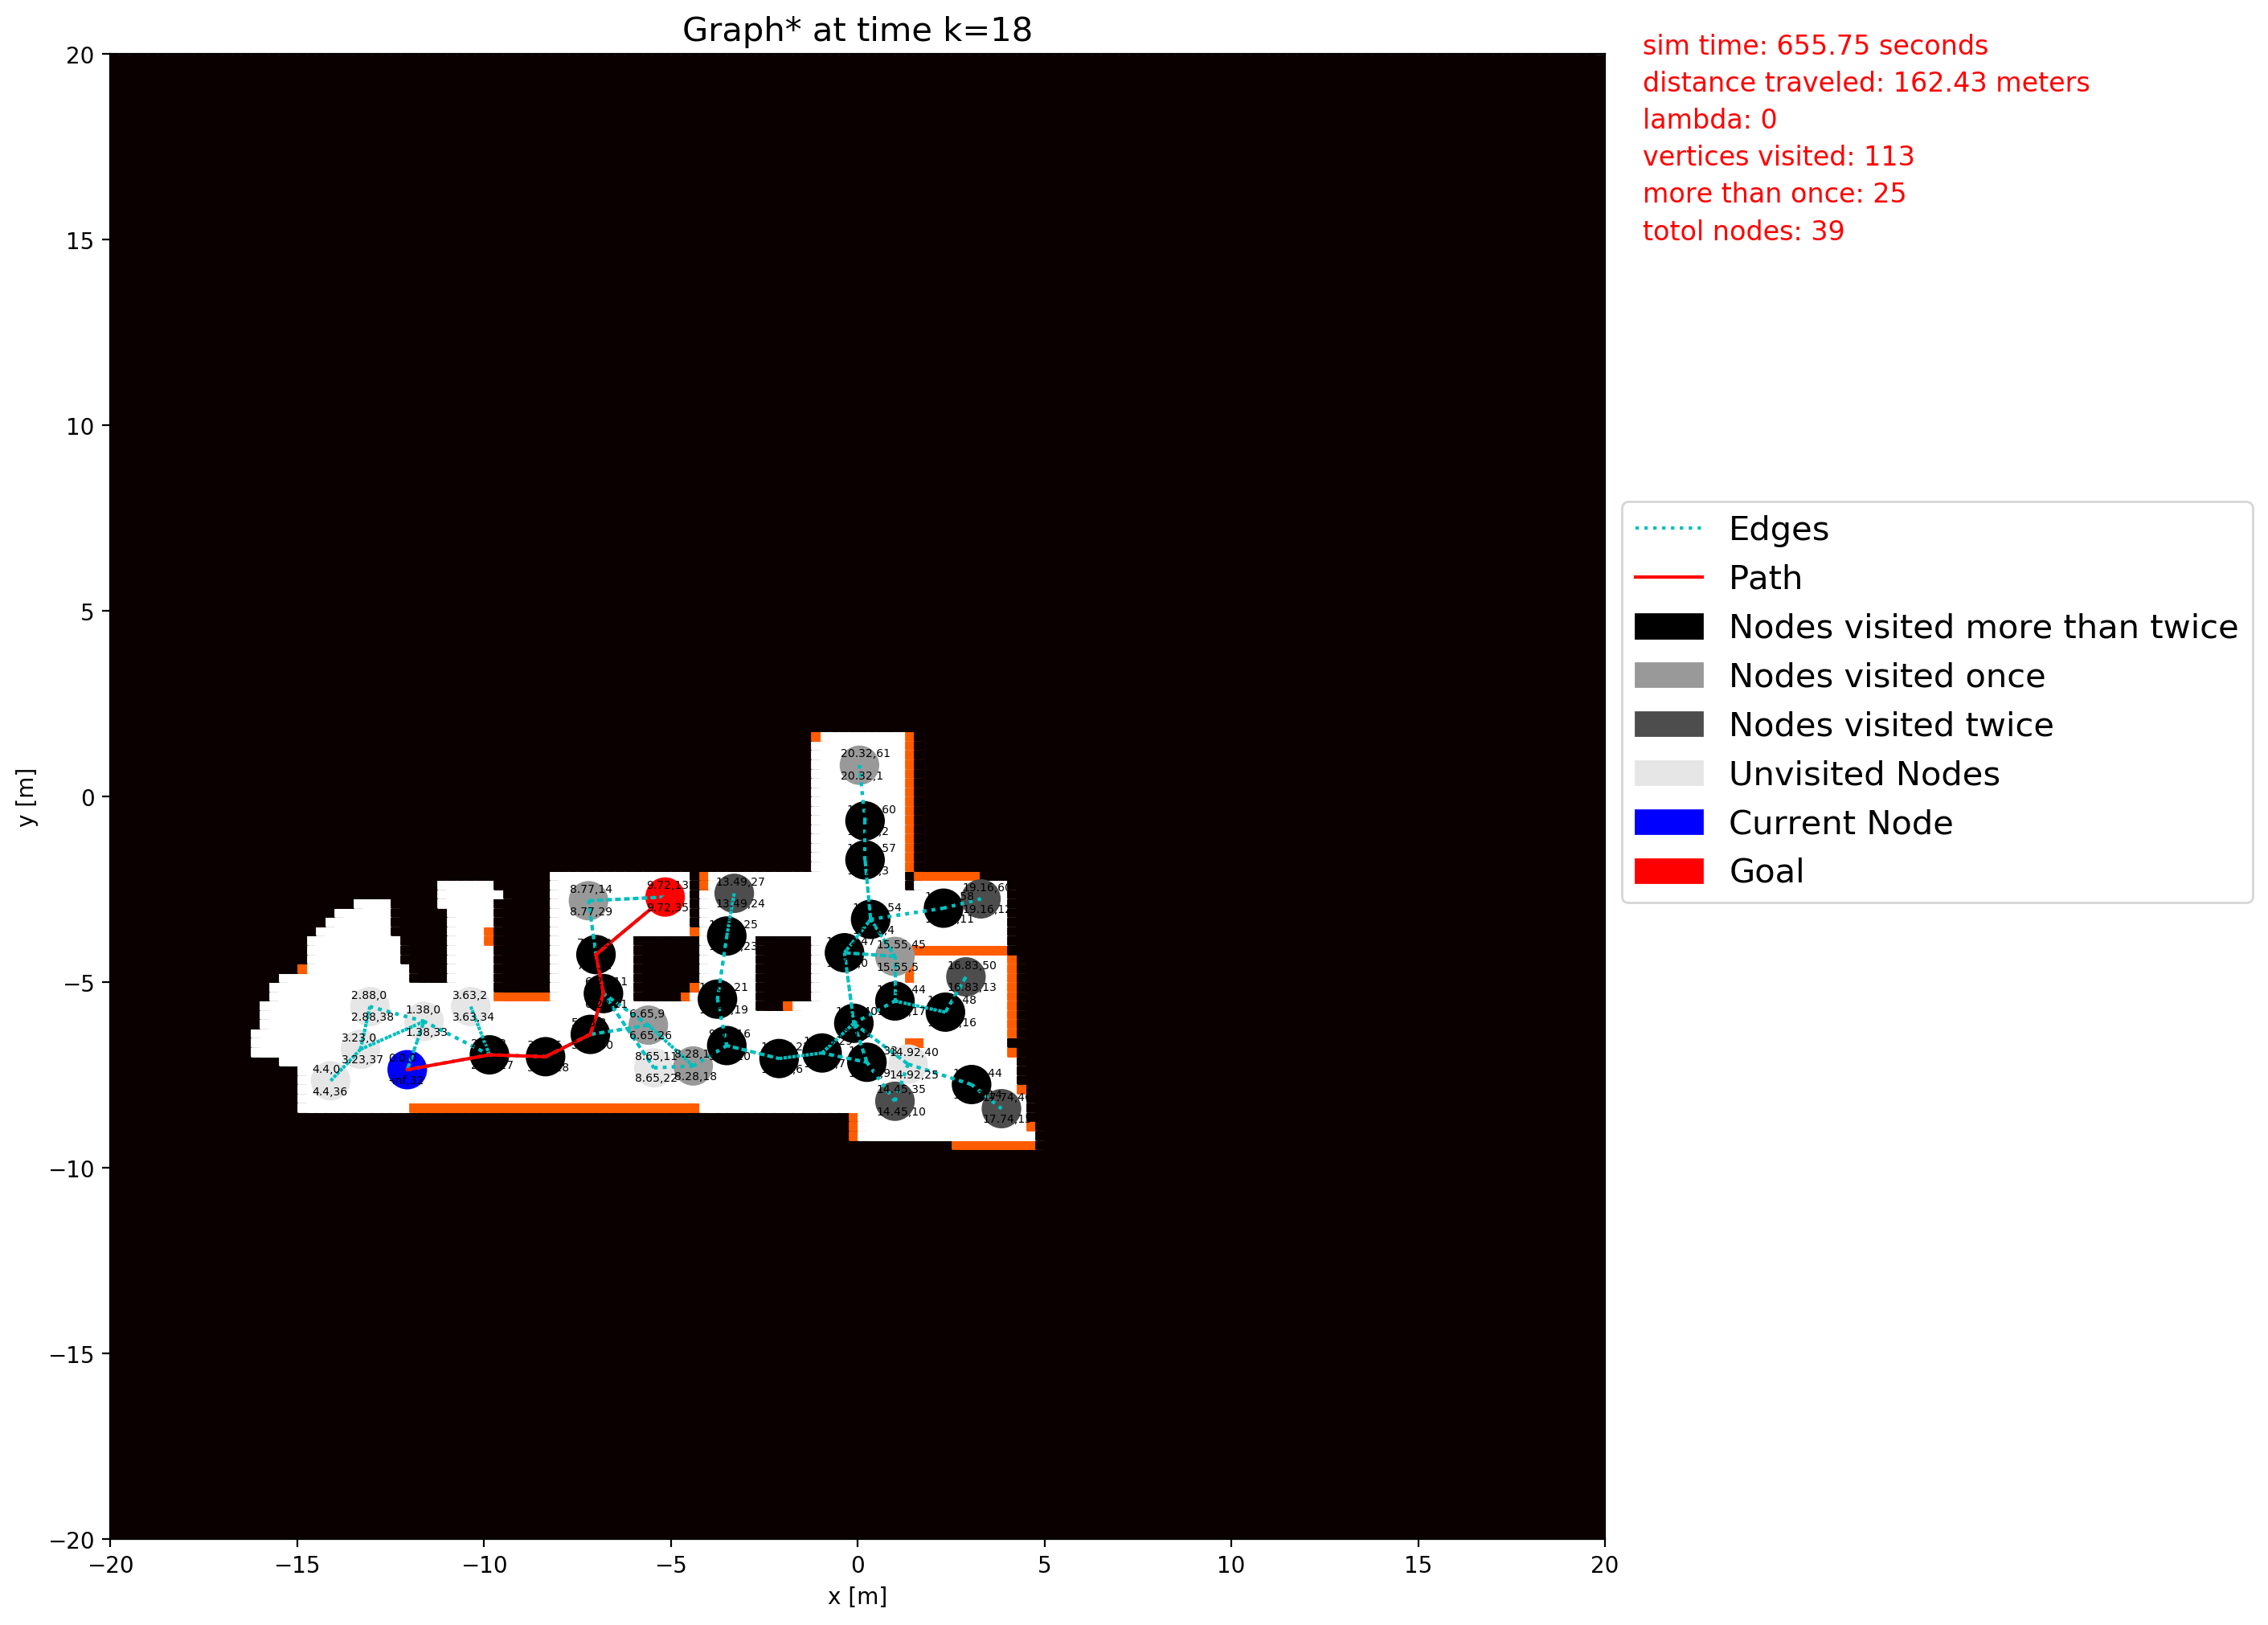 Graph* at time k=18
sim time: 655.75 seconds
distance traveled: 162.43 meters
lambda: 0
vertices visited: 113
more than once: 25
totol nodes: 39
20
15
10
5
0
−5
−10
−15
−20
y [m]
−20
−15
−10
−5
0
5
10
15
20
x [m]
Edges
Path
Nodes visited more than twice
Nodes visited once
Nodes visited twice
Unvisited Nodes
Current Node
Goal
20.32,61
20.32,1
8.77,14
8.77,29
9.72,13
9.72,35
13.49,27
13.49,24
15.55,45
15.55,5
16.83,50
16.83,13
2.88,0
2.88,38
1.38,0
1.38,33
3.63,2
3.63,34
3.23,0
3.23,37
4.4,0
4.4,36
6.65,9
6.65,26
8.65,11
8.65,22
8.28,18
14.92,40
14.92,25
14.45,35
14.45,10